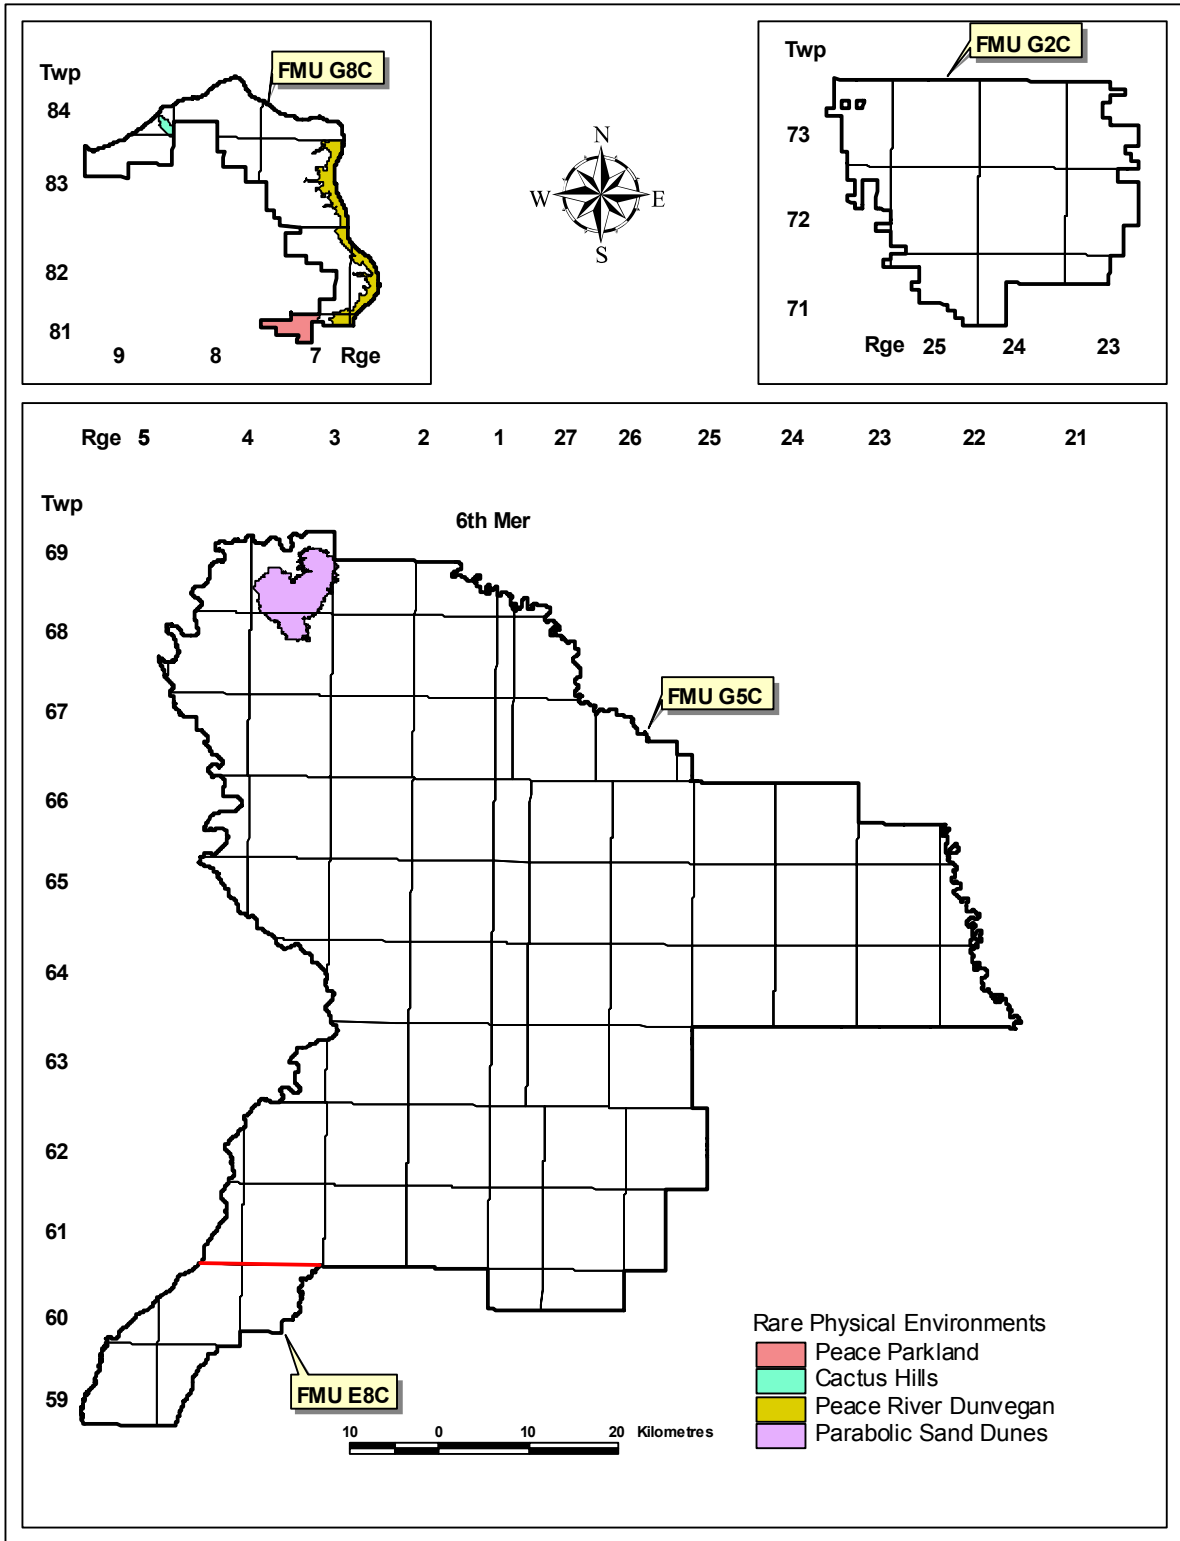 FMU G8C
Twp
84
83
82
81
9 8 7 Rge
N
W E
S
FMU G2C
Twp
73
72
71
Rge 25 24 23
Rge 5 4 3 2 1 27 26 25 24 23 22 21
Twp
6th Mer
69
68
67
66
65
64
63
62
61
60
59
FMU G5C
FMU E8C
Rare Physical Environments
Peace Parkland
Cactus Hills
Peace River Dunvegan
Parabolic Sand Dunes
10 0 10 20 Kilometres